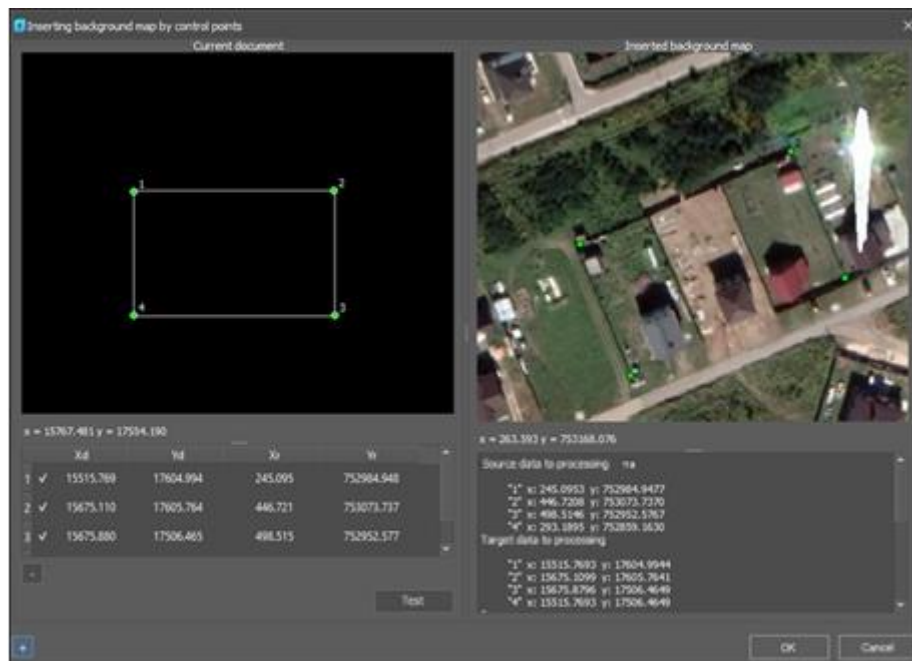 Inserting background map by control points
Current document
Inserted background map
1
2
3
4
x = 15767.481 y = 17554.190
x = 263.593 y = 753168.076
Xd Yd Xr Yr
1 ✓ 15515.769 17604.994 245.095 752984.948
2 ✓ 15675.110 17605.764 446.721 753073.737
3 ✓ 15675.880 17506.465 498.515 752952.577
-
Test
Source data to processing
"1" x: 245.0953 y: 752984.9477
"2" x: 446.7208 y: 753073.7370
"3" x: 498.5146 y: 752952.5767
"4" x: 293.1895 y: 752859.1630
Target data to processing
"1" x: 15515.7693 y: 17604.9944
"2" x: 15675.1099 y: 17605.7641
"3" x: 15675.8796 y: 17506.4649
"4" x: 15515.7693 y: 17506.4649
+
OK Cancel